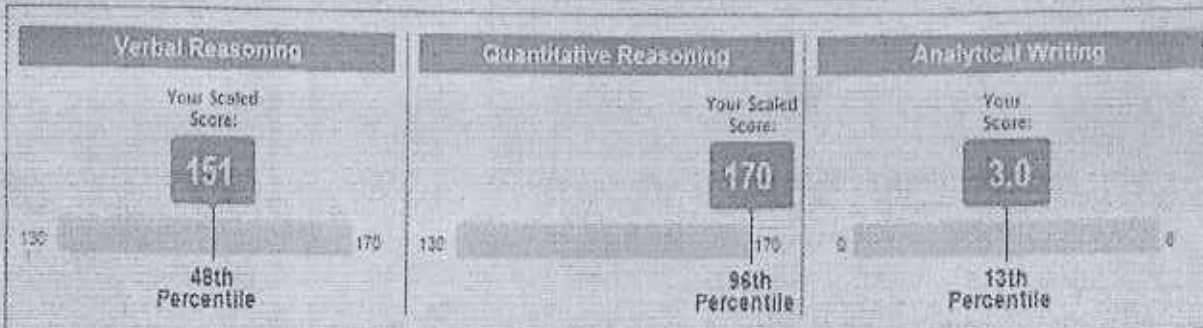 Verbal Reasoning
Your Scaled
Score:
151
130
170
48th
Percentile
Quantitative Reasoning
Your Scaled
Score:
170
130
170
96th
Percentile
Analytical Writing
Your
Score:
3.0
0
6
13th
Percentile